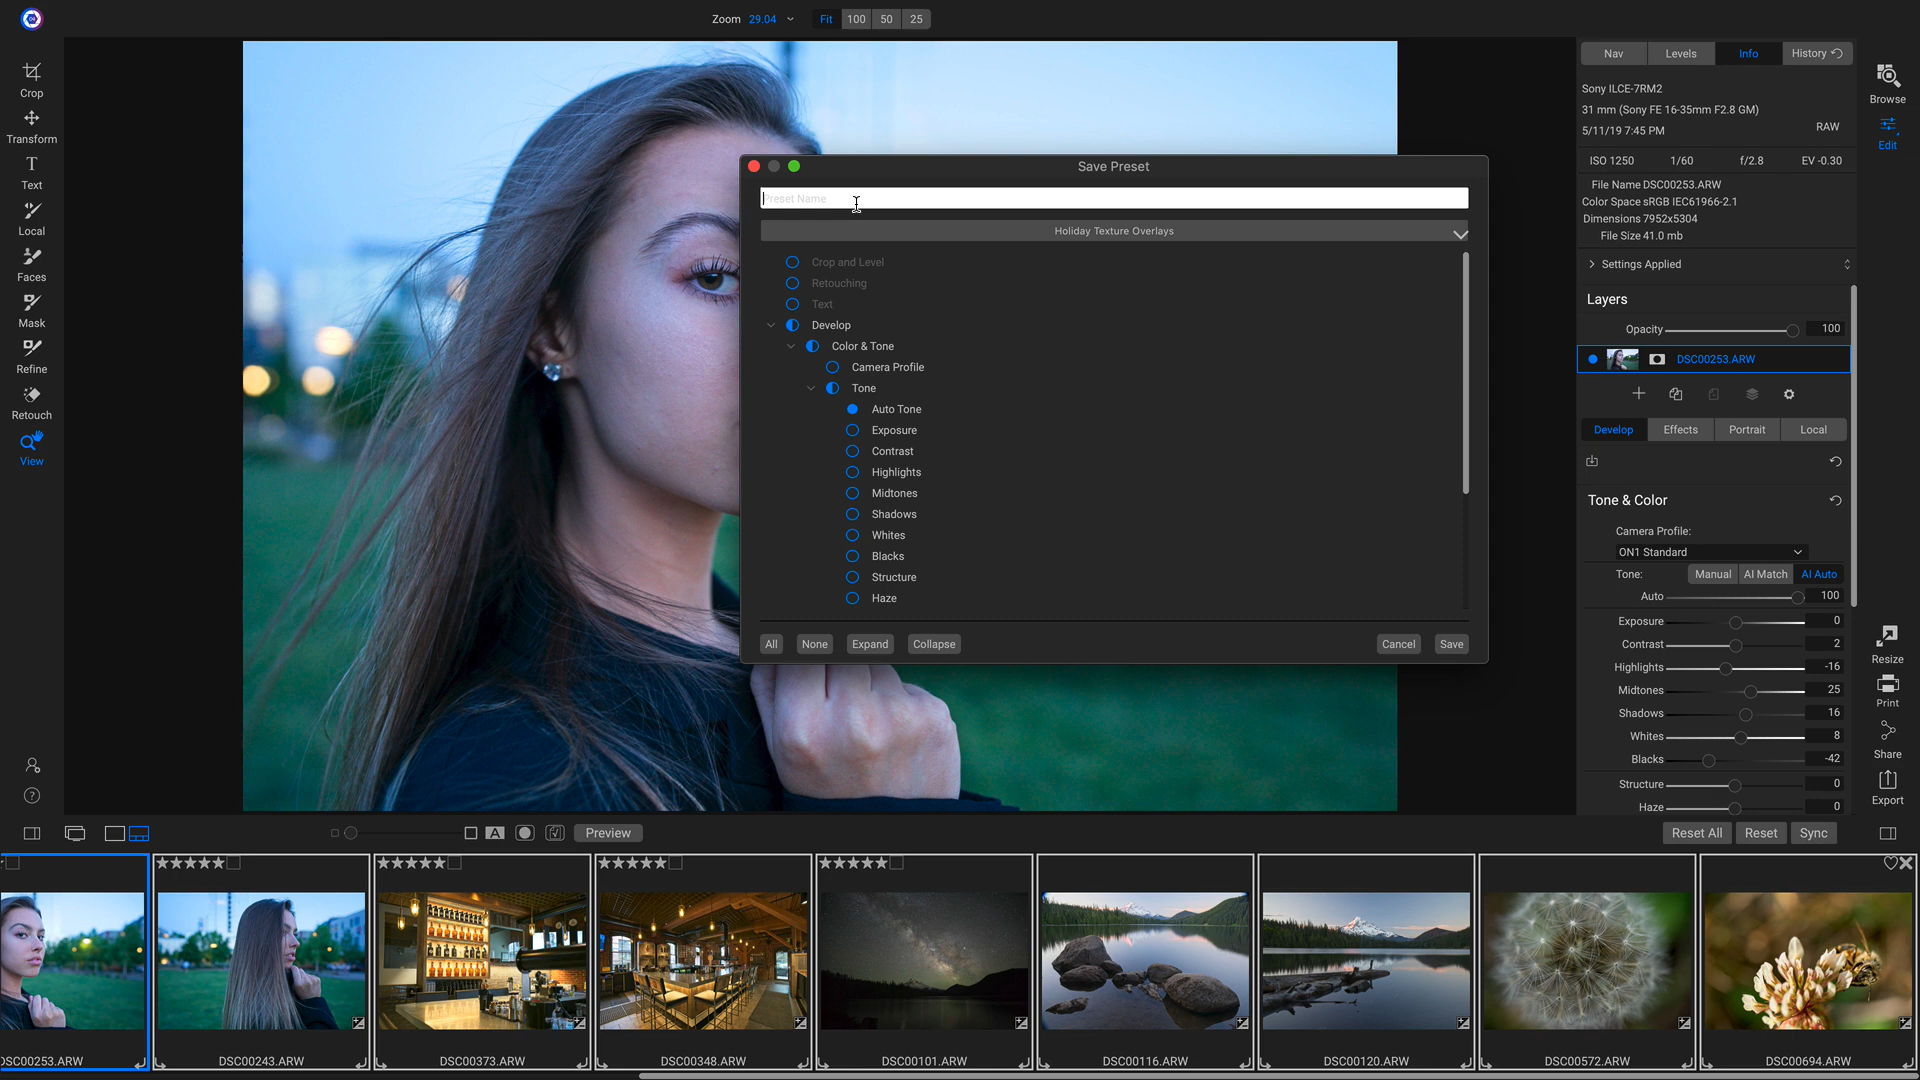 Zoom 29.04 Fit 100 50 25
Crop
Transform
Text
Local
Faces
Mask
Refine
Retouch
View
Save Preset
Preset Name
Holiday Texture Overlays
Crop and Level
Retouching
Text
Develop
Color & Tone
Camera Profile
Tone
Auto Tone
Exposure
Contrast
Highlights
Midtones
Shadows
Whites
Blacks
Structure
Haze
All None Expand Collapse Cancel Save
Nav Levels Info History
Sony ILCE-7RM2
31 mm (Sony FE 16-35mm F2.8 GM)
5/11/19 7:45 PM RAW
ISO 1250 1/60 f/2.8 EV -0.30
File Name DSC00253.ARW
Color Space sRGB IEC61966-2.1
Dimensions 7952x5304
File Size 41.0 mb
Settings Applied
Layers
Opacity 100
DSC00253.ARW
Develop Effects Portrait Local
Tone & Color
Camera Profile:
ON1 Standard
Tone: Manual AI Match AI Auto
Auto 100
Exposure 0
Contrast 2
Highlights -16
Midtones 25
Shadows 16
Whites 8
Blacks -42
Structure 0
Haze 0
Browse
Edit
Resize
Print
Share
Export
A Preview Reset All Reset Sync
DSC00253.ARW DSC00243.ARW DSC00373.ARW DSC00348.ARW DSC00101.ARW DSC00116.ARW DSC00120.ARW DSC00572.ARW DSC00694.ARW